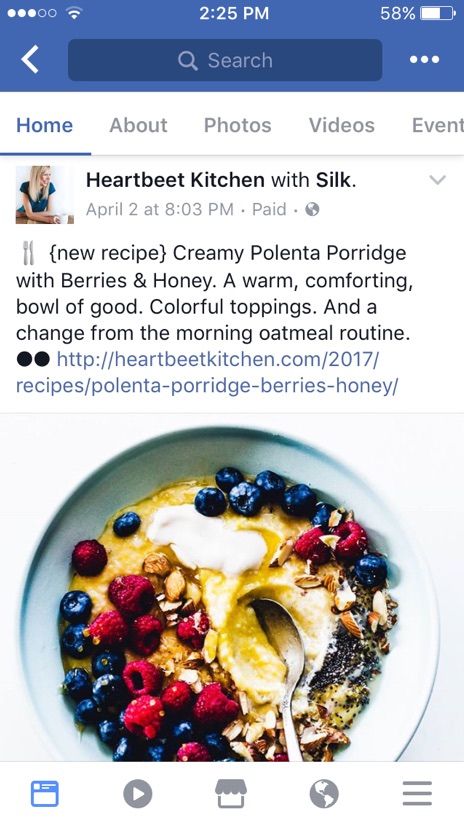 2:25 PM
58%
Search
Home About Photos Videos Event
Heartbeet Kitchen with Silk.
April 2 at 8:03 PM · Paid ·
{new recipe} Creamy Polenta Porridge
with Berries & Honey. A warm, comforting,
bowl of good. Colorful toppings. And a
change from the morning oatmeal routine.
http://heartbeetkitchen.com/2017/
recipes/polenta-porridge-berries-honey/